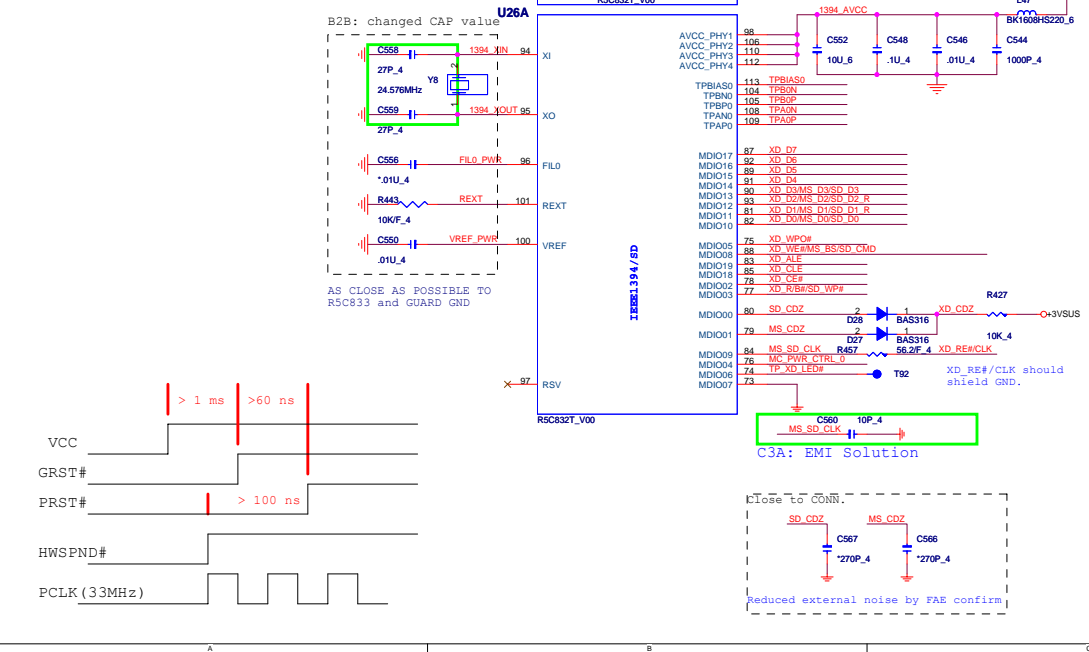 R5C832T_V00
U26A
B2B: changed CAP value
C558
1394_XIN
94
XI
27P_4
24.576MHz
Y8
2
1
C559
1394_XOUT
95
XO
27P_4
C556
FIL0_PWR
96
FIL0
*.01U_4
R443
REXT
101
REXT
10K/F_4
C550
VREF_PWR
100
VREF
.01U_4
AS CLOSE AS POSSIBLE TO
R5C833 and GUARD GND
97
RSV
R5C832T_V00
IEEE1394/SD
1394_AVCC
L47
BK1608HS220_6
AVCC_PHY1 98
AVCC_PHY2 106
AVCC_PHY3 110
AVCC_PHY4 112
C552
10U_6
C548
.1U_4
C546
.01U_4
C544
1000P_4
TPBIAS0 113 TPBIAS0
TPBN0 104 TPB0N
TPBP0 105 TPB0P
TPAN0 108 TPA0N
TPAP0 109 TPA0P
MDIO17 87 XD_D7
MDIO16 92 XD_D6
MDIO15 89 XD_D5
MDIO14 91 XD_D4
MDIO13 90 XD_D3/MS_D3/SD_D3
MDIO12 93 XD_D2/MS_D2/SD_D2_R
MDIO11 81 XD_D1/MS_D1/SD_D1_R
MDIO10 82 XD_D0/MS_D0/SD_D0
MDIO05 75 XD_WPO#
MDIO08 88 XD_WE#/MS_BS/SD_CMD
MDIO19 83 XD_ALE
MDIO18 85 XD_CLE
MDIO02 78 XD_CE#
MDIO03 77 XD_R/B#/SD_WP#
MDIO00 80 SD_CDZ
2 1
D28 BAS316
XD_CDZ
R427
10K_4
+3VSUS
MDIO01 79 MS_CDZ
2 1
D27 BAS316
MDIO09 84 MS_SD_CLK
R457 56.2/F_4 XD_RE#/CLK
MDIO04 76 MC_PWR_CTRL_0
MDIO06 74 TP_XD_LED#
T92
MDIO07 73
XD_RE#/CLK should
shield GND.
C560 10P_4
MS_SD_CLK
C3A: EMI Solution
Close to CONN.
SD_CDZ MS_CDZ
C567 C566
*270P_4 *270P_4
Reduced external noise by FAE confirm
> 1 ms >60 ns
VCC
GRST#
PRST#
> 100 ns
HWSPND#
PCLK(33MHz)
A B